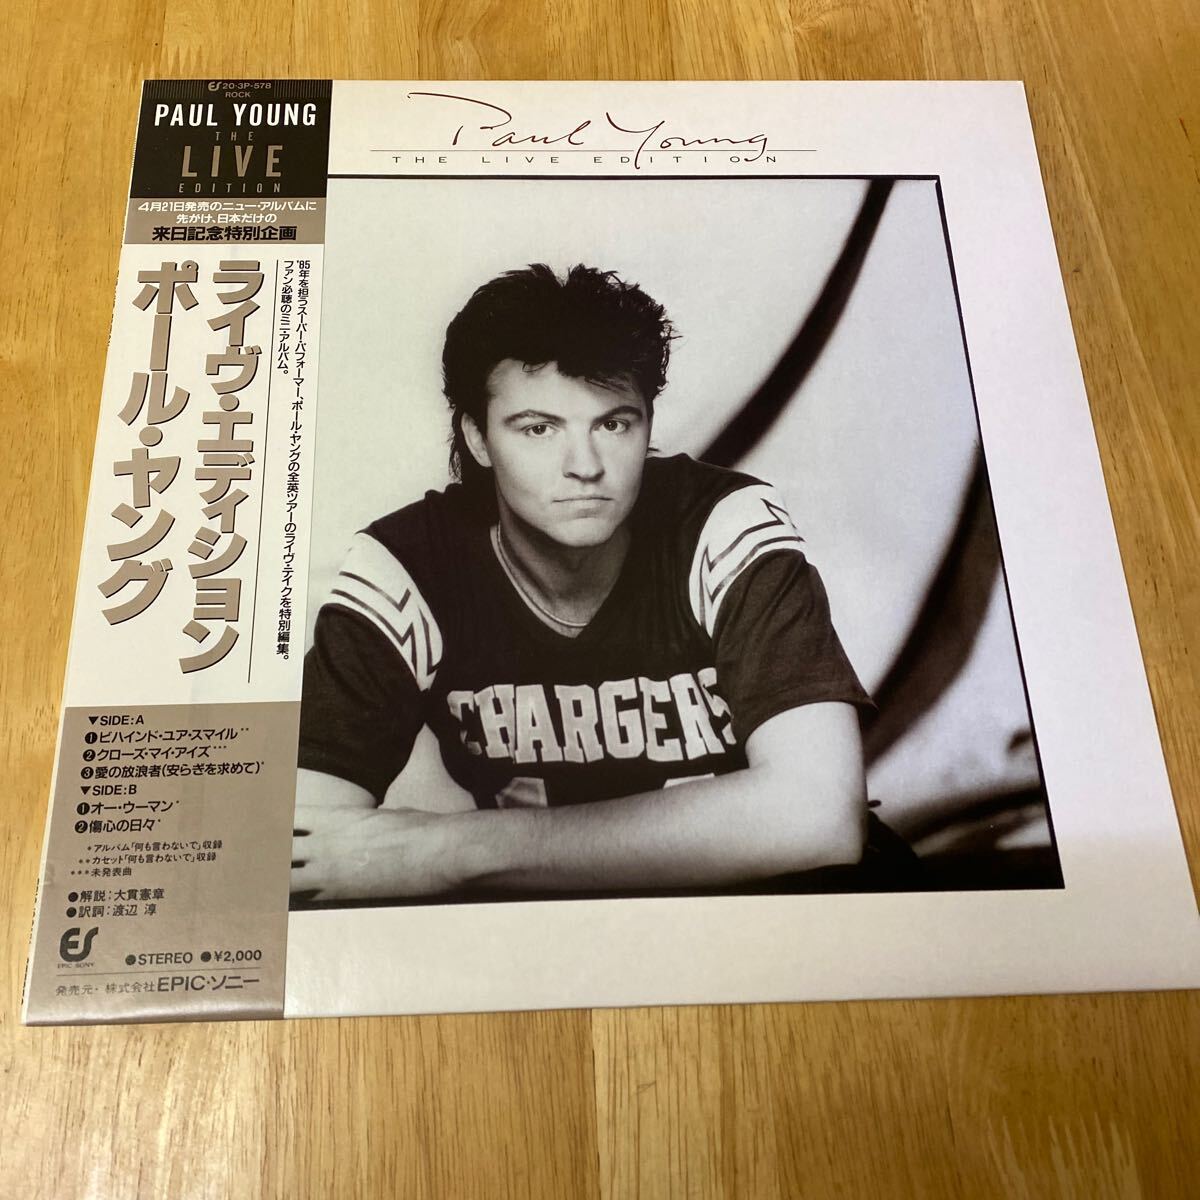 ES 20・3P-578
ROCK
PAUL YOUNG
THE
LIVE
EDITION
4月21日発売のニュー・アルバムに
先がけ、日本だけの
来日記念特別企画
'85年を担うスーパー・パフォーマー、ポール・ヤングの全英ツアーのライヴ・テイクを特別編集。
ファン必聴のミニ・アルバム。
ライヴ・エディション
ポール・ヤング
▼SIDE:A
❶ビハインド・ユア・スマイル**
❷クローズ・マイ・アイズ***
❸愛の放浪者(安らぎを求めて)*
▼SIDE:B
❶オー・ウーマン*
❷傷心の日々*
*アルバム「何も言わないで」収録
**カセット「何も言わないで」収録
***未発表曲
●解説:大貫憲章
●訳詞:渡辺 淳
ES
EPIC・SONY
●STEREO ●¥2,000
発売元・株式会社EPIC・ソニー
Paul Young
THE LIVE EDITION
CHARGERS